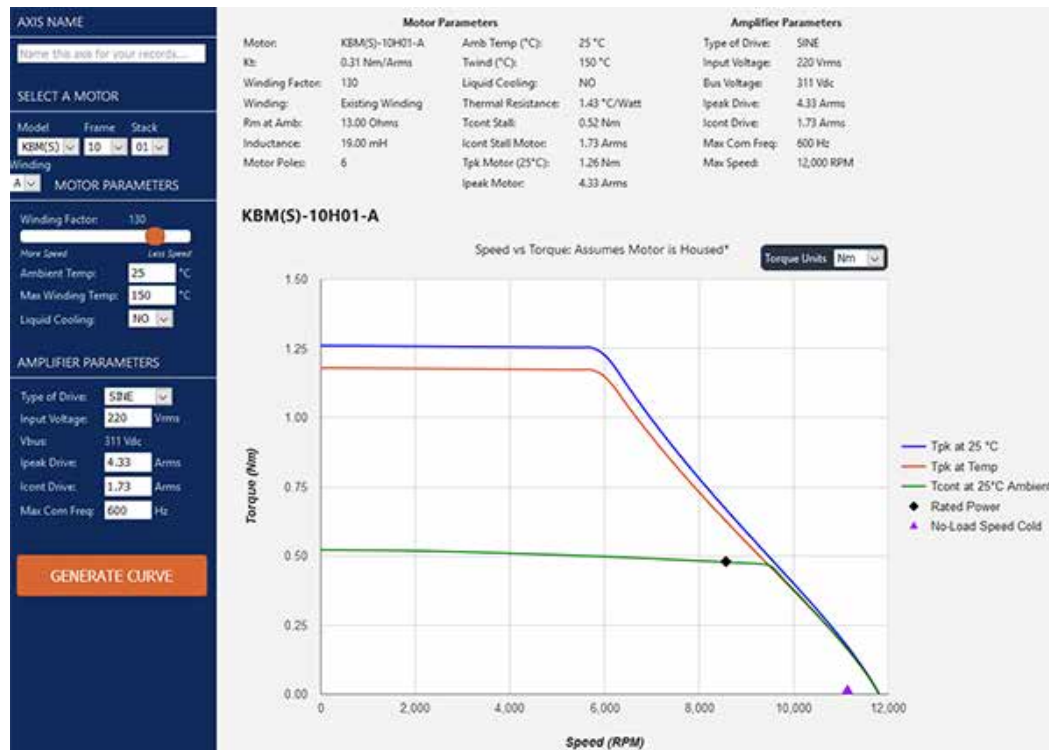 AXIS NAME
Name this axis for your records....
SELECT A MOTOR
Model Frame Stack
KBM(S) 10 01
Winding
A
MOTOR PARAMETERS
Winding Factor: 130
More Speed Less Speed
Ambient Temp: 25 °C
Max Winding Temp: 150 °C
Liquid Cooling: NO
AMPLIFIER PARAMETERS
Type of Drive: SINE
Input Voltage: 220 Vrms
Vbus: 311 Vdc
Ipeak Drive: 4.33 Arms
Icont Drive: 1.73 Arms
Max Com Freq: 600 Hz
GENERATE CURVE
Motor Parameters Amplifier Parameters
Motor: KBM(S)-10H01-A Amb Temp (°C): 25 °C Type of Drive: SINE
Kt: 0.31 Nm/Arms Twind (°C): 150 °C Input Voltage: 220 Vrms
Winding Factor: 130 Liquid Cooling: NO Bus Voltage: 311 Vdc
Winding: Existing Winding Thermal Resistance: 1.43 °C/Watt Ipeak Drive: 4.33 Arms
Rm at Amb: 13.00 Ohms Tcont Stall: 0.52 Nm Icont Drive: 1.73 Arms
Inductance: 19.00 mH Icont Stall Motor: 1.73 Arms Max Com Freq: 600 Hz
Motor Poles: 6 Tpk Motor (25°C): 1.26 Nm Max Speed: 12,000 RPM
Ipeak Motor: 4.33 Arms
KBM(S)-10H01-A
Speed vs Torque: Assumes Motor is Housed*
Torque Units Nm
1.50
1.25
1.00
0.75
0.50
0.25
0.00
Torque (Nm)
0 2,000 4,000 6,000 8,000 10,000 12,000
Speed (RPM)
Tpk at 25 °C
Tpk at Temp
Tcont at 25°C Ambient
Rated Power
No-Load Speed Cold